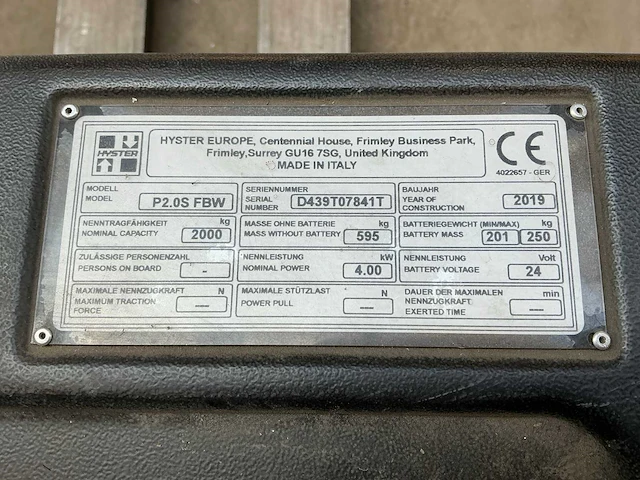 HYSTER
HYSTER EUROPE, Centennial House, Frimley Business Park,
Frimley,Surrey GU16 7SG, United Kingdom
MADE IN ITALY
CE
4022657 - GER
MODELL
MODEL
P2.0S FBW
SERIENNUMMER
SERIAL
NUMBER
D439T07841T
BAUJAHR
YEAR OF
CONSTRUCTION
2019
NENNTRAGFÄHIGKEIT kg
NOMINAL CAPACITY 2000
MASSE OHNE BATTERIE kg
MASS WITHOUT BATTERY 595
BATTERIEGEWICHT (MIN/MAX) kg
BATTERY MASS 201 250
ZULÄSSIGE PERSONENZAHL
PERSONS ON BOARD -
NENNLEISTUNG kW
NOMINAL POWER 4.00
NENNLEISTUNG Volt
BATTERY VOLTAGE 24
MAXIMALE NENNZUGKRAFT N
MAXIMUM TRACTION
FORCE ---
MAXIMALE STÜTZLAST N
POWER PULL ---
DAUER DER MAXIMALEN min
NENNZUGKRAFT
EXERTED TIME ---